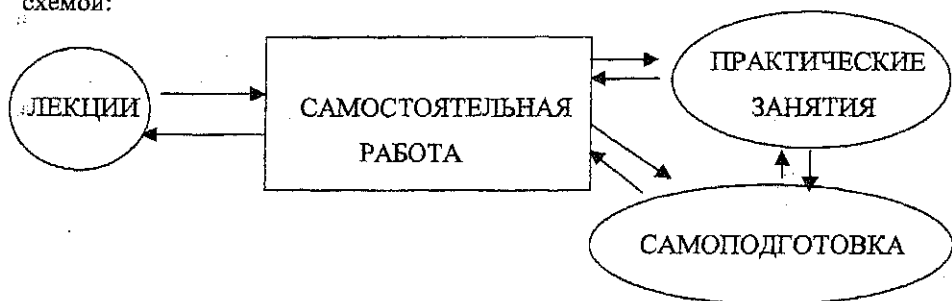 схемой:
ЛЕКЦИИ
САМОСТОЯТЕЛЬНАЯ
РАБОТА
ПРАКТИЧЕСКИЕ
ЗАНЯТИЯ
САМОПОДГОТОВКА